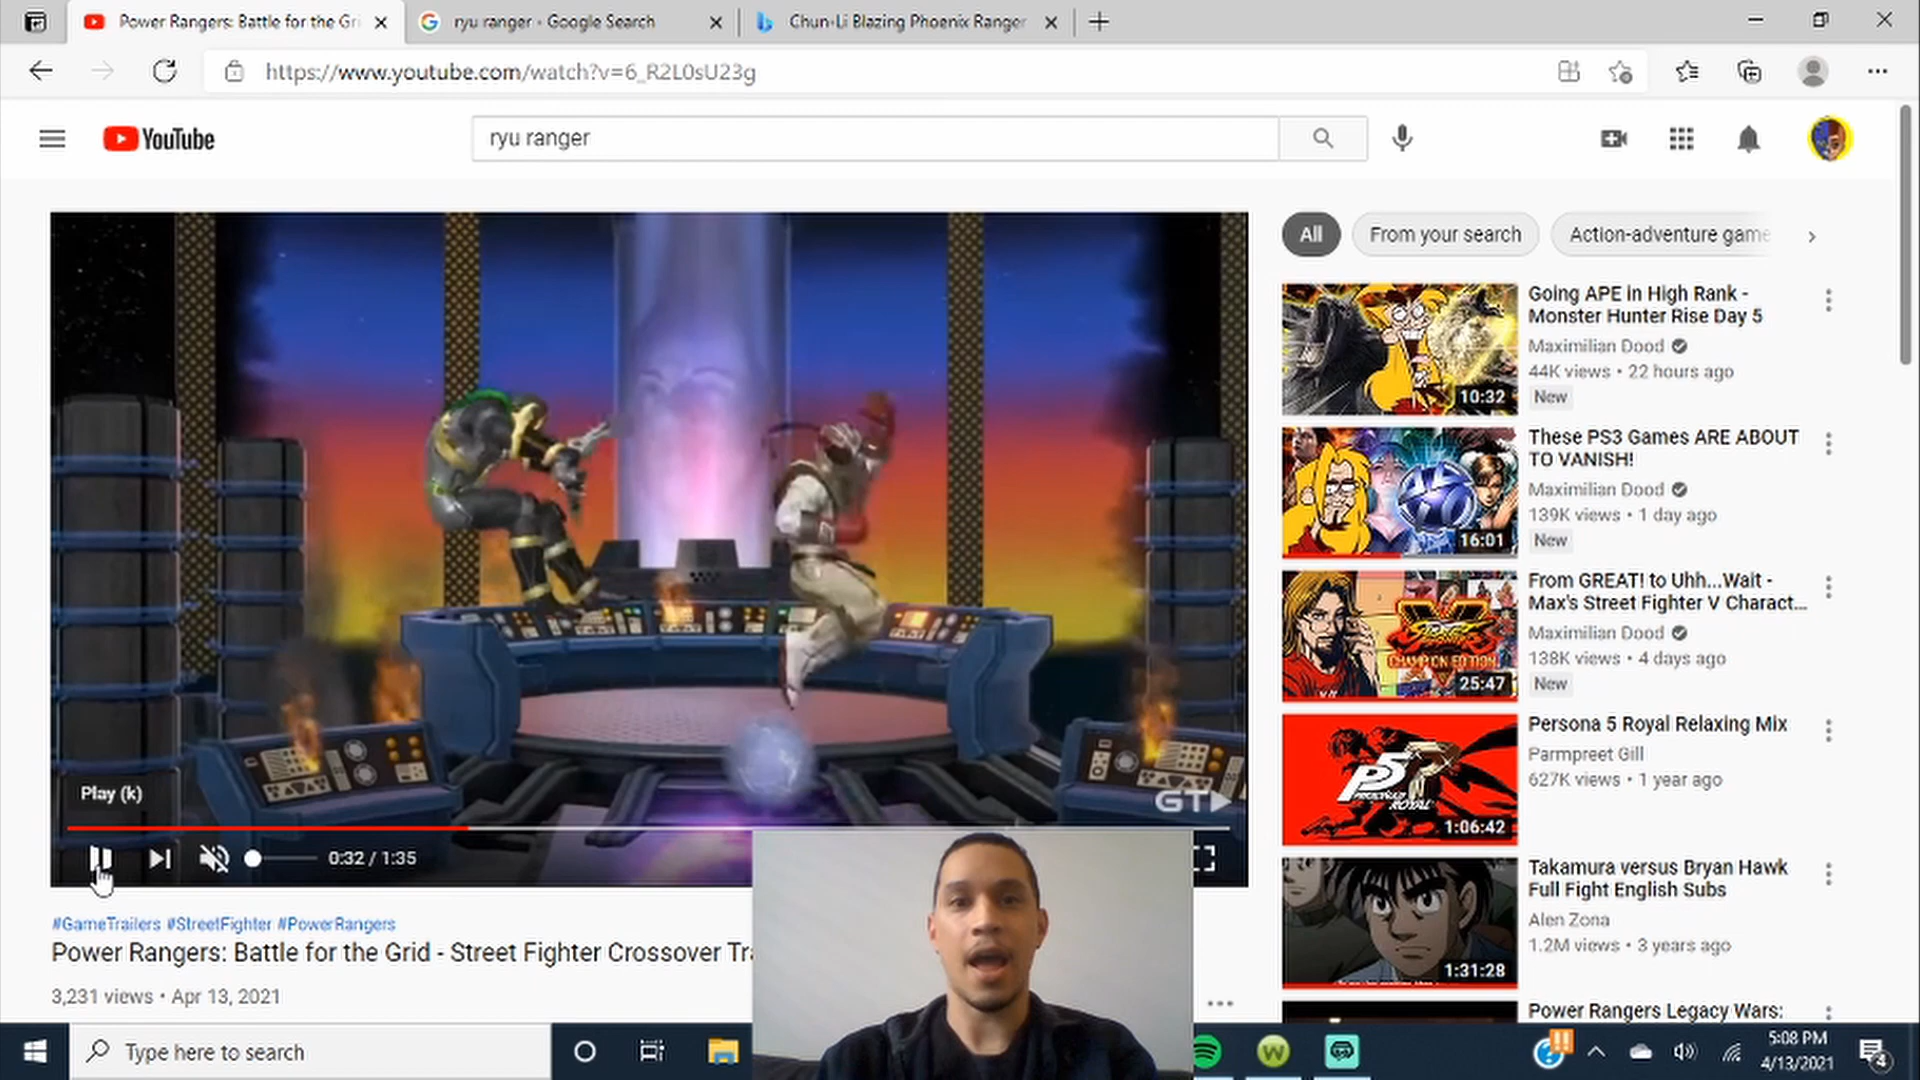 Power Rangers: Battle for the Gri
ryu ranger - Google Search
Chun-Li Blazing Phoenix Ranger
https://www.youtube.com/watch?v=6_R2L0sU23g
YouTube
ryu ranger
All
From your search
Action-adventure game
Going APE in High Rank -
Monster Hunter Rise Day 5
Maximilian Dood
44K views • 22 hours ago
New
10:32
These PS3 Games ARE ABOUT
TO VANISH!
Maximilian Dood
139K views • 1 day ago
New
16:01
From GREAT! to Uhh...Wait -
Max's Street Fighter V Charact...
Maximilian Dood
138K views • 4 days ago
New
CHAMPION EDITION
25:47
Persona 5 Royal Relaxing Mix
Parmpreet Gill
627K views • 1 year ago
P5
ROYAL
1:06:42
Takamura versus Bryan Hawk
Full Fight English Subs
Alen Zona
1.2M views • 3 years ago
1:31:28
Power Rangers Legacy Wars:
GT
Play (k)
0:32 / 1:35
#GameTrailers #StreetFighter #PowerRangers
Power Rangers: Battle for the Grid - Street Fighter Crossover Tra
3,231 views • Apr 13, 2021
Type here to search
W
5:08 PM
4/13/2021
4